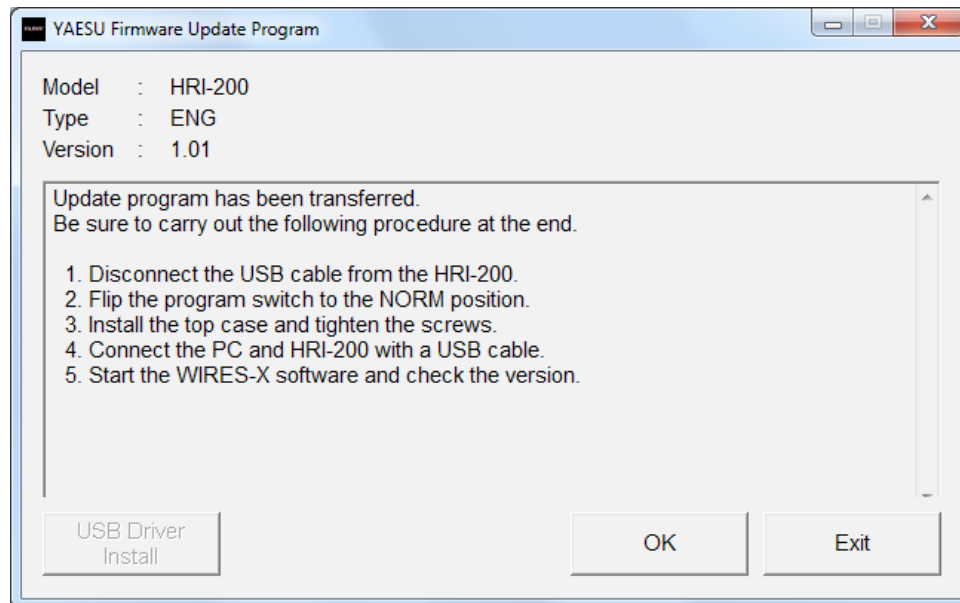 YAESU Firmware Update Program
Model : HRI-200
Type : ENG
Version : 1.01
Update program has been transferred.
Be sure to carry out the following procedure at the end.
1. Disconnect the USB cable from the HRI-200.
2. Flip the program switch to the NORM position.
3. Install the top case and tighten the screws.
4. Connect the PC and HRI-200 with a USB cable.
5. Start the WIRES-X software and check the version.
USB Driver
Install
OK
Exit